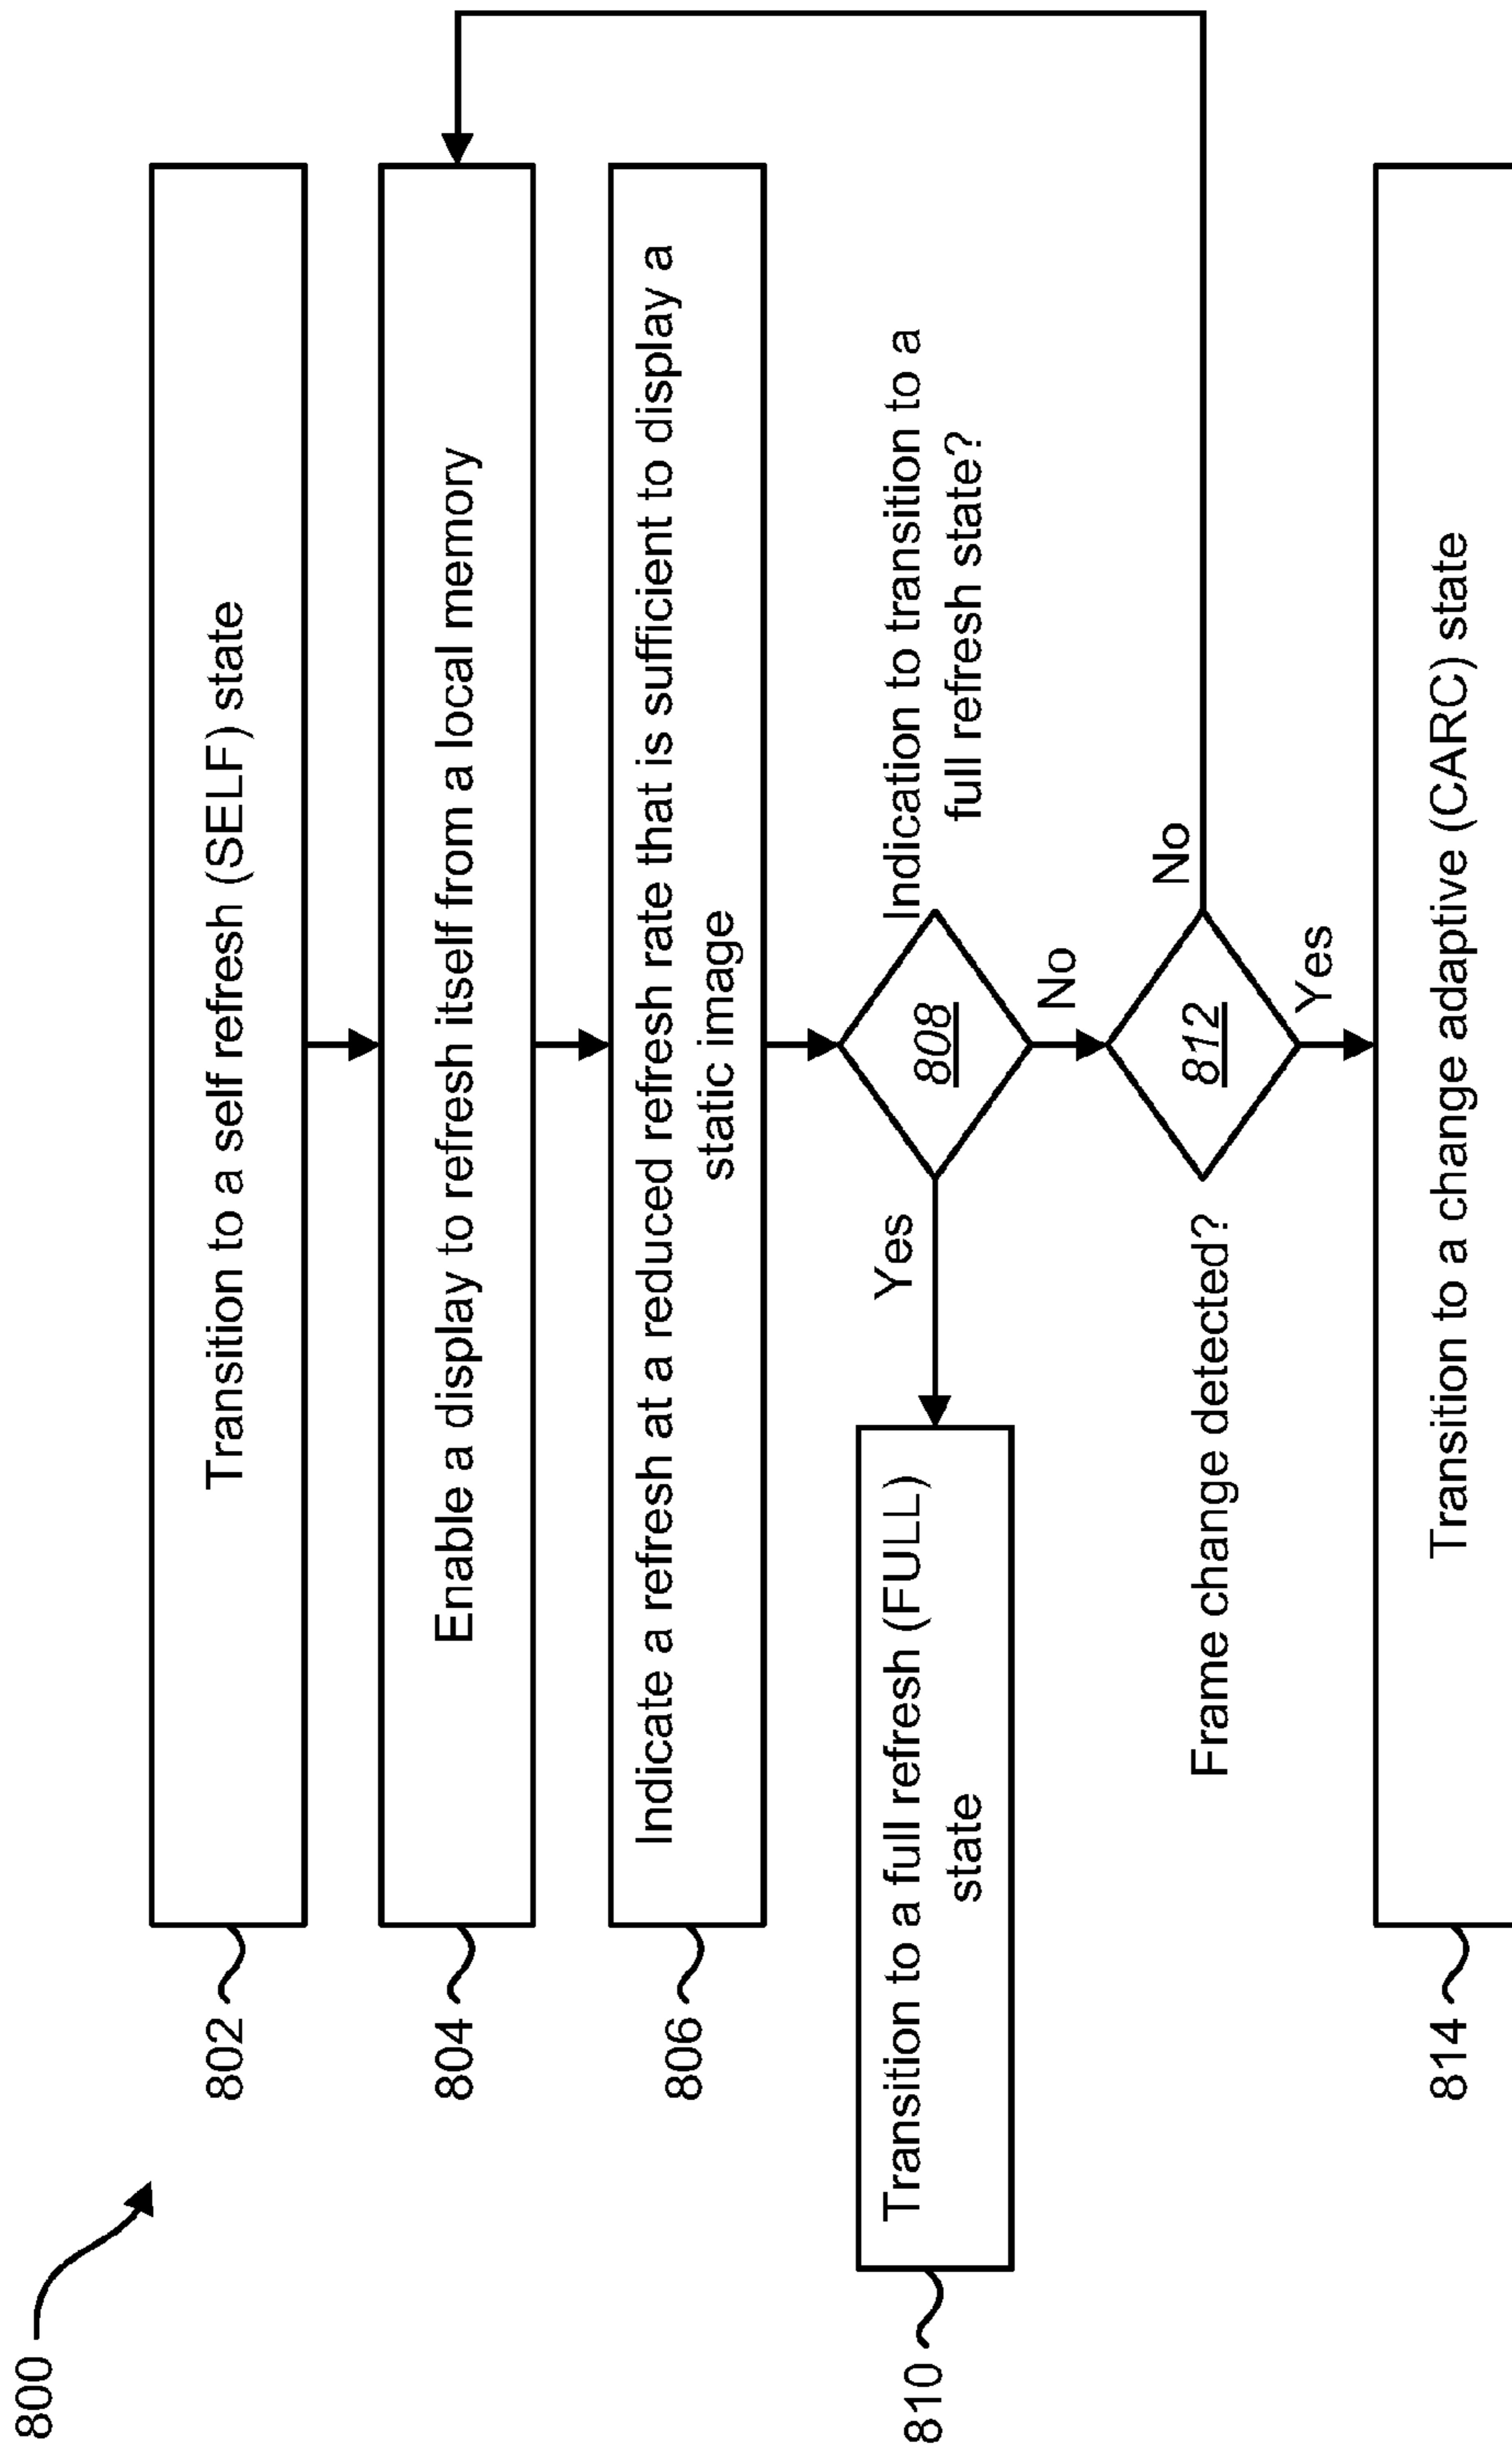 800
802
Transition to a self refresh (SELF) state
804
Enable a display to refresh itself from a local memory
806
Indicate a refresh at a reduced refresh rate that is sufficient to display a
static image
808
Indication to transition to a
full refresh state?
Yes
No
810
Transition to a full refresh (FULL)
state
Frame change detected?
812
No
Yes
814
Transition to a change adaptive (CARC) state